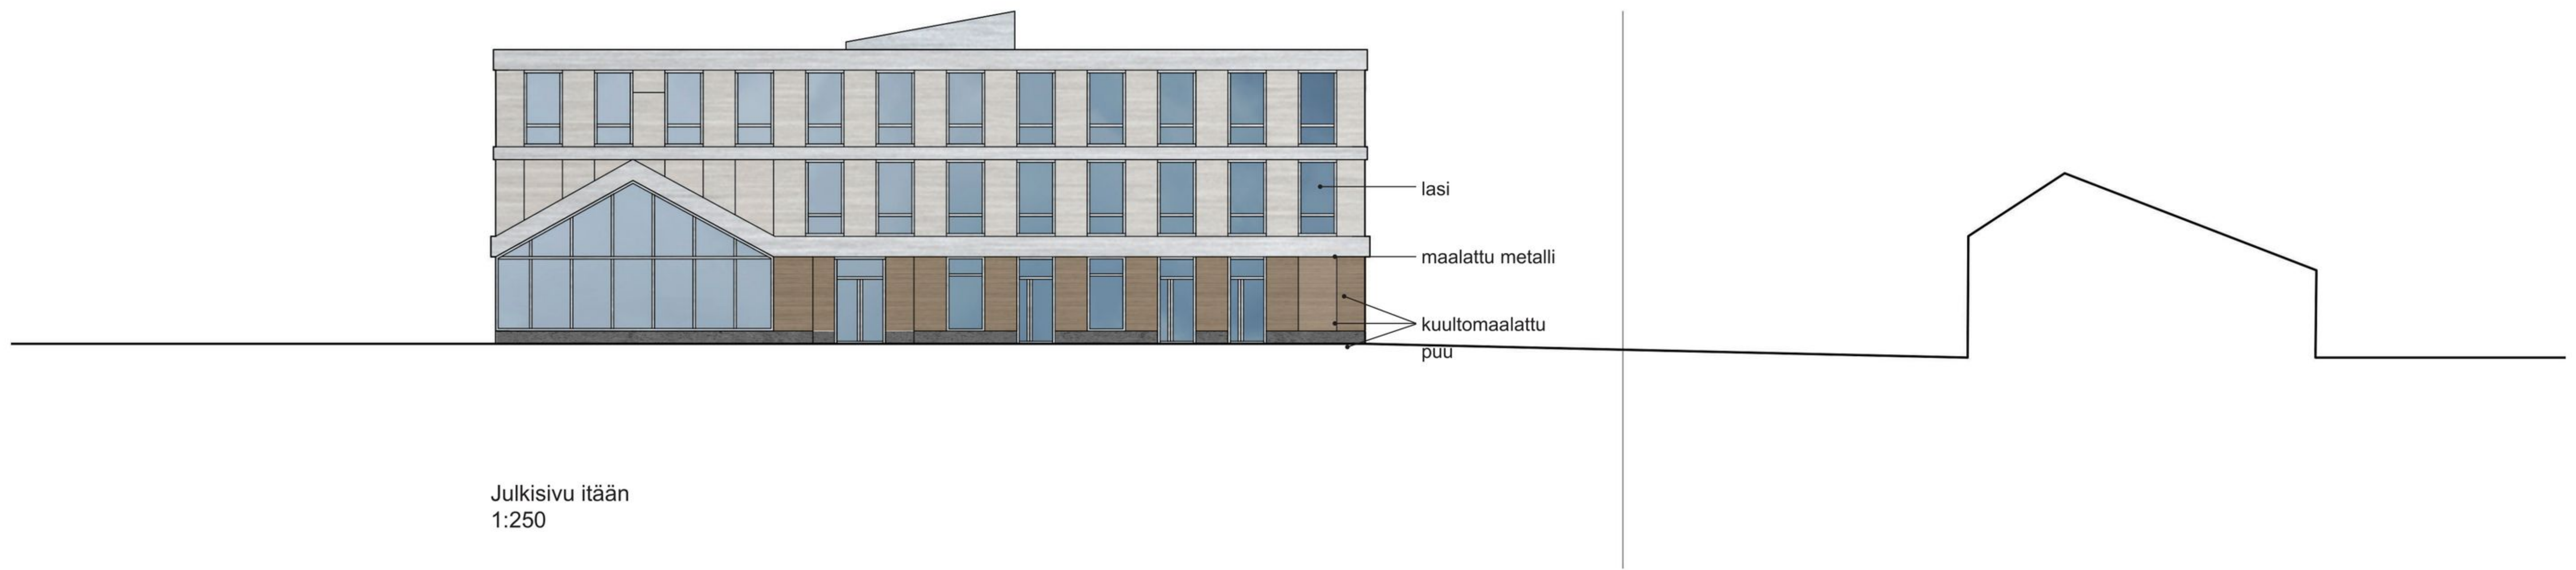 lasi
maalattu metalli
kuultomaalattu
puu
Julkisivu itään
1:250